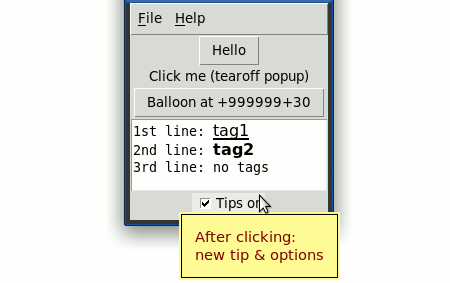 File Help
Hello
Click me (tearoff popup)
Balloon at +999999+30
1st line: tag1
2nd line: tag2
3rd line: no tags
Tips on
After clicking:
new tip & options